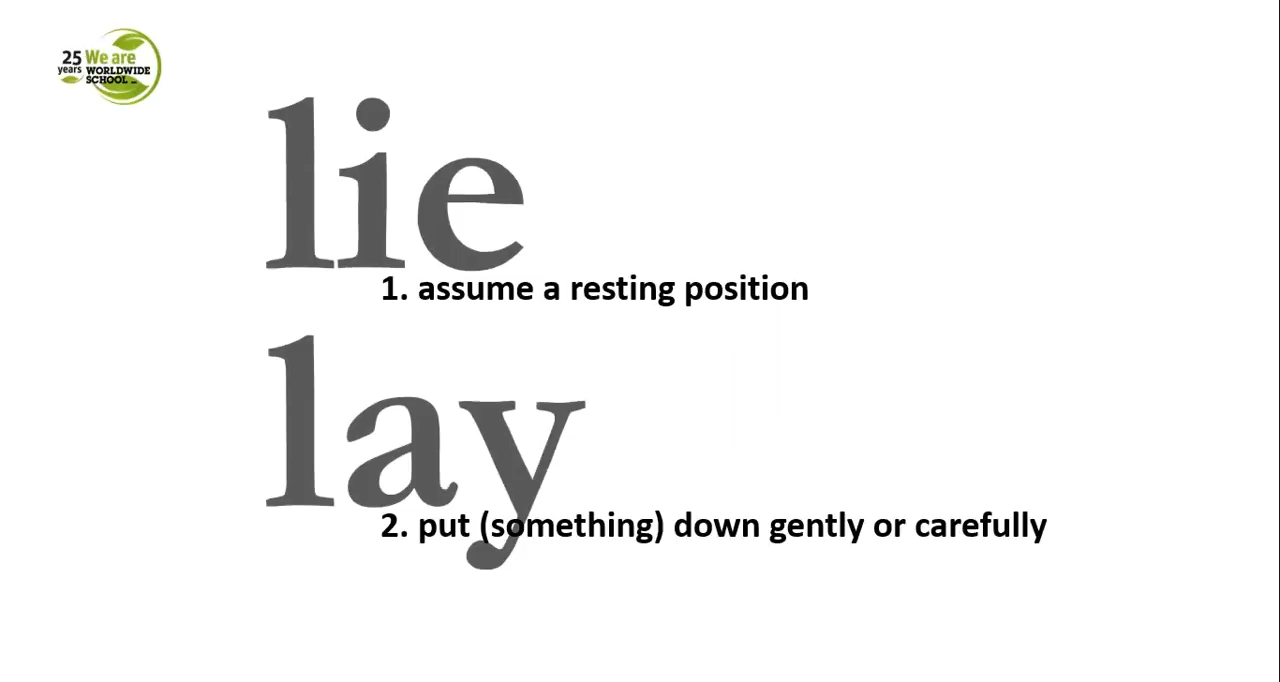 25 We are
years WORLDWIDE
SCHOOL
lie
1. assume a resting position
lay
2. put (something) down gently or carefully